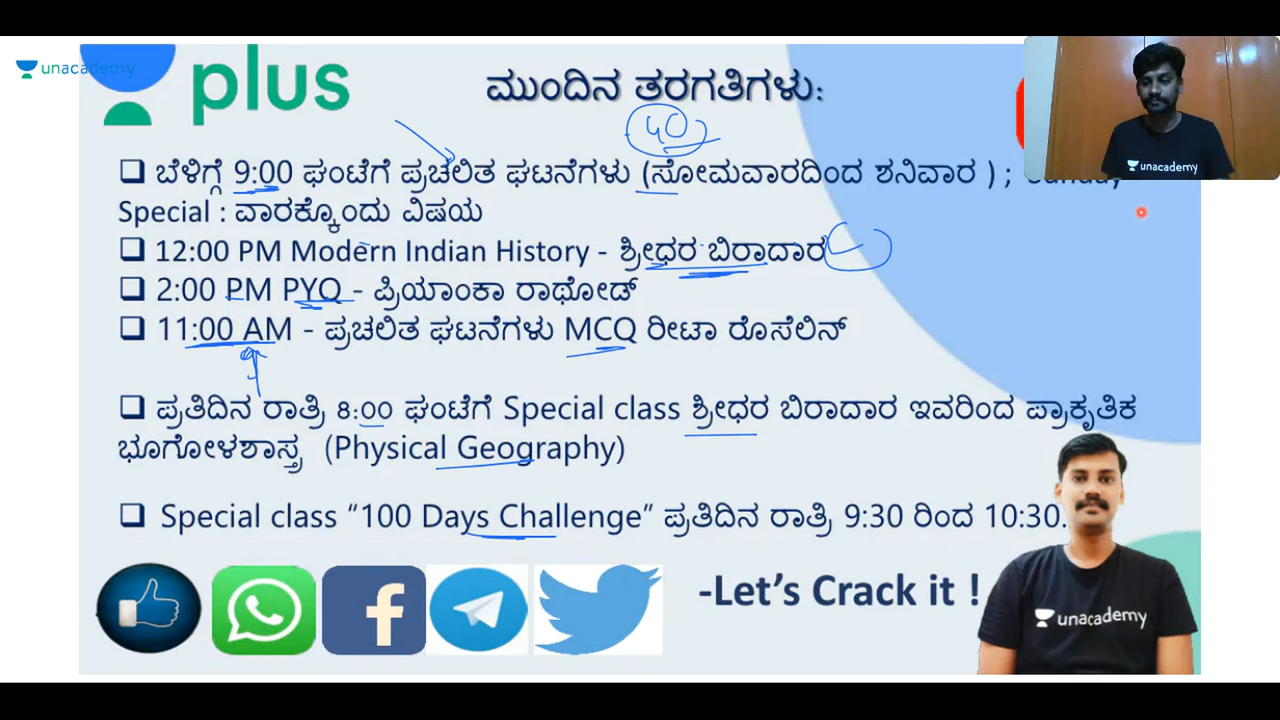 unacademy
plus
ಮುಂದಿನ ತರಗತಿಗಳು:
40
❑ ಬೆಳಿಗ್ಗೆ 9:00 ಘಂಟೆಗೆ ಪ್ರಚಲಿತ ಘಟನೆಗಳು (ಸೋಮವಾರದಿಂದ ಶನಿವಾರ ) ; Sunday
Special : ವಾರಕ್ಕೊಂದು ವಿಷಯ
❑ 12:00 PM Modern Indian History - ಶ್ರೀಧರ ಬಿರಾದಾರ
❑ 2:00 PM PYQ - ಪ್ರಿಯಾಂಕಾ ರಾಥೋಡ್
❑ 11:00 AM - ಪ್ರಚಲಿತ ಘಟನೆಗಳು MCQ ರೀಟಾ ರೊಸೆಲಿನ್
❑ ಪ್ರತಿದಿನ ರಾತ್ರಿ 8:00 ಘಂಟೆಗೆ Special class ಶ್ರೀಧರ ಬಿರಾದಾರ ಇವರಿಂದ ಪ್ರಾಕೃತಿಕ
ಭೂಗೋಳಶಾಸ್ತ್ರ (Physical Geography)
❑ Special class “100 Days Challenge” ಪ್ರತಿದಿನ ರಾತ್ರಿ 9:30 ರಿಂದ 10:30.
-Let’s Crack it !
unacademy
unacademy